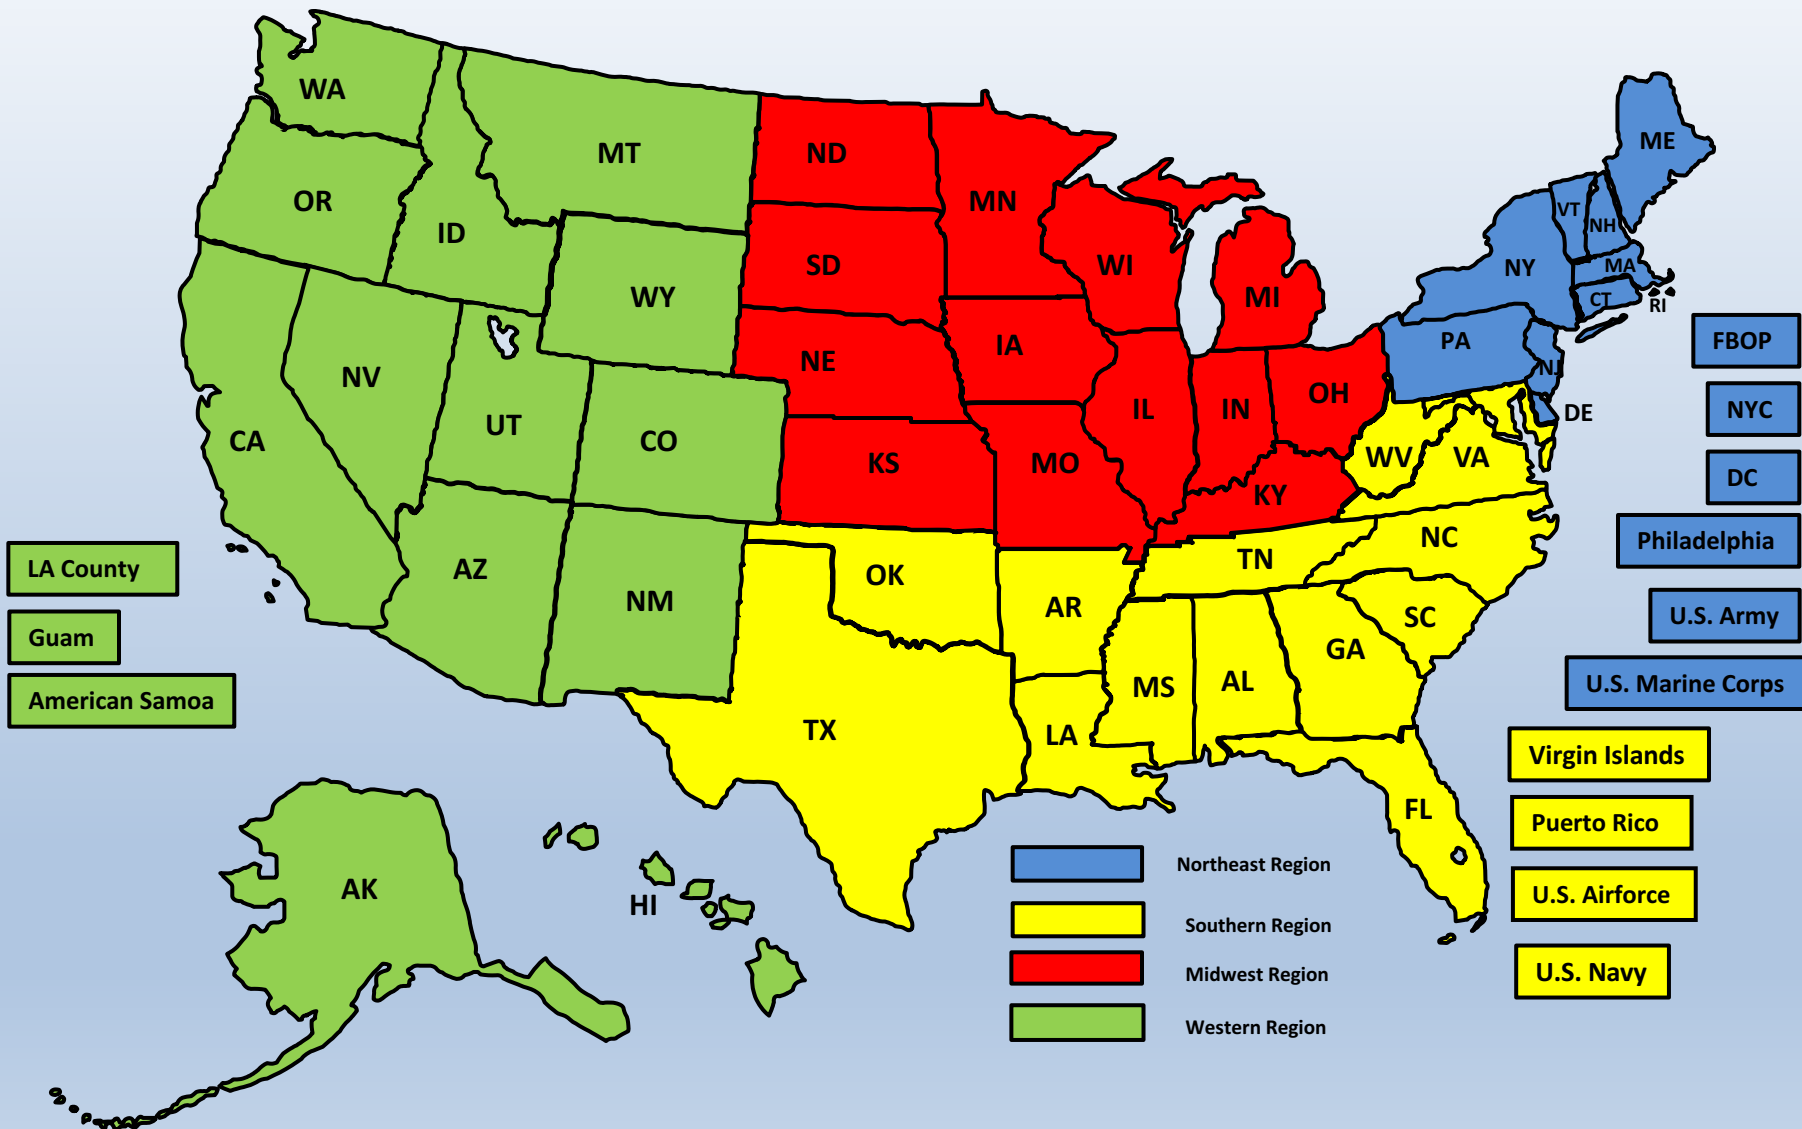 WA
MT
ND
MN
ME
OR
ID
SD
WI
VT
NH
WY
MI
NY
MA
CT
RI
NE
IA
PA
FBOP
NV
UT
CO
IL
IN
OH
NJ
NYC
CA
DE
KS
MO
WV
VA
DC
KY
LA County
AZ
OK
TN
NC
Philadelphia
NM
AR
SC
U.S. Army
Guam
GA
American Samoa
MS
AL
U.S. Marine Corps
TX
LA
Virgin Islands
FL
Puerto Rico
AK
HI
Northeast Region
U.S. Airforce
Southern Region
Midwest Region
U.S. Navy
Western Region